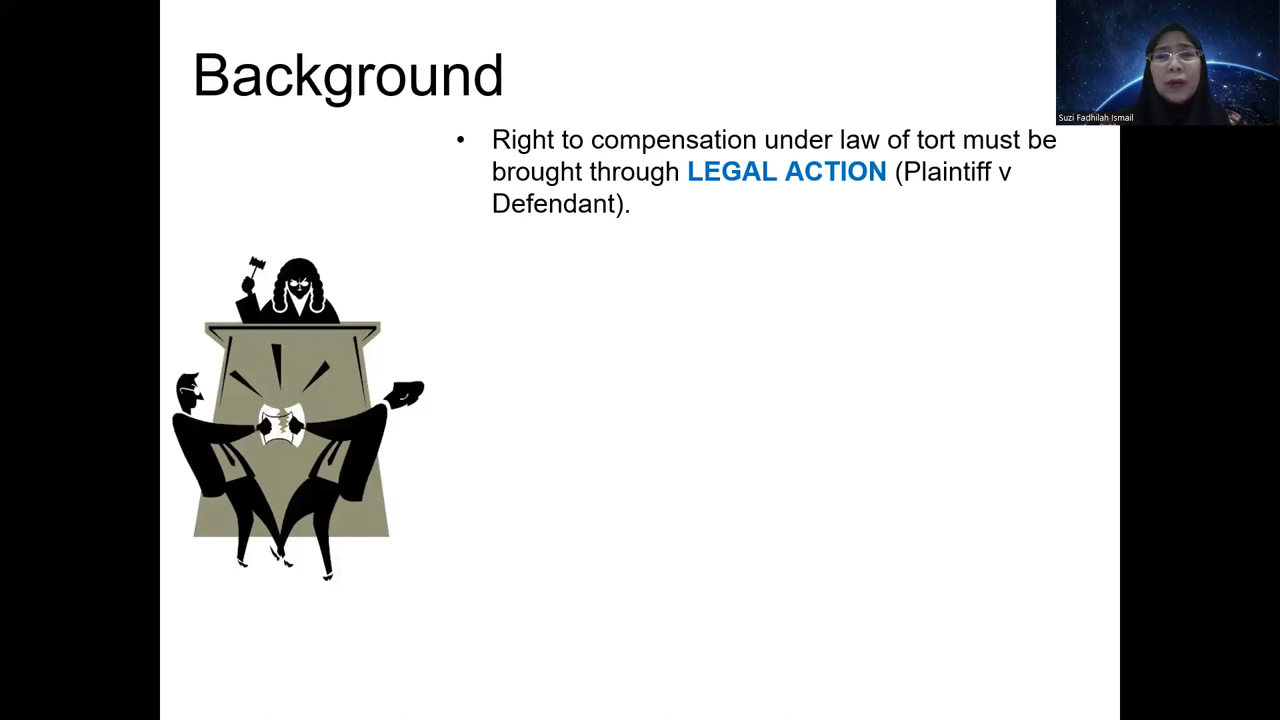 Background
• Right to compensation under law of tort must be
brought through LEGAL ACTION (Plaintiff v
Defendant).
Suzi Fadhilah Ismail